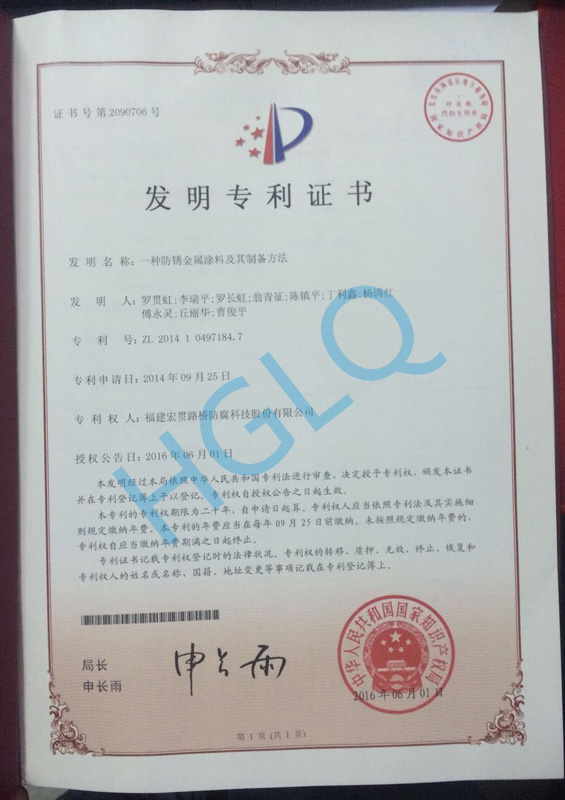 证书号第2090706号
发明专利证书
发明名称：一种防锈金属涂料及其制备方法
发明人：罗贯虹;李瑞平;罗长虹;翁青征;陈镇平;丁利鑫;杨清红
傅永灵;丘丽华;曹俊平
专利号：ZL 2014 1 0497184.7
专利申请日：2014年09月25日
专利权人：福建宏贯路桥防腐科技股份有限公司
授权公告日：2016年06月01日
HGLQ
本发明经过本局依照中华人民共和国专利法进行审查，决定授予专利权，颁发本证书
并在专利登记簿上予以登记。专利权自授权公告之日起生效。
本专利的专利权期限为二十年，自申请日起算。专利权人应当依照专利法及其实施细
则规定缴纳年费。本专利的年费应当在每年09月25日前缴纳。未按照规定缴纳年费的，
专利权自应当缴纳年费期满之日起终止。
专利证书记载专利权登记时的法律状况。专利权的转移、质押、无效、终止、恢复和
专利权人的姓名或名称、国籍、地址变更等事项记载在专利登记簿上。
局长
申长雨
申长雨
中华人民共和国国家知识产权局
2016年06月01日
第1页(共1页)